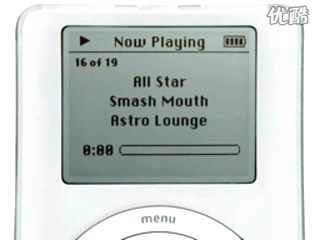 优酷
Now Playing
16 of 19
All Star
Smash Mouth
Astro Lounge
0:00
menu